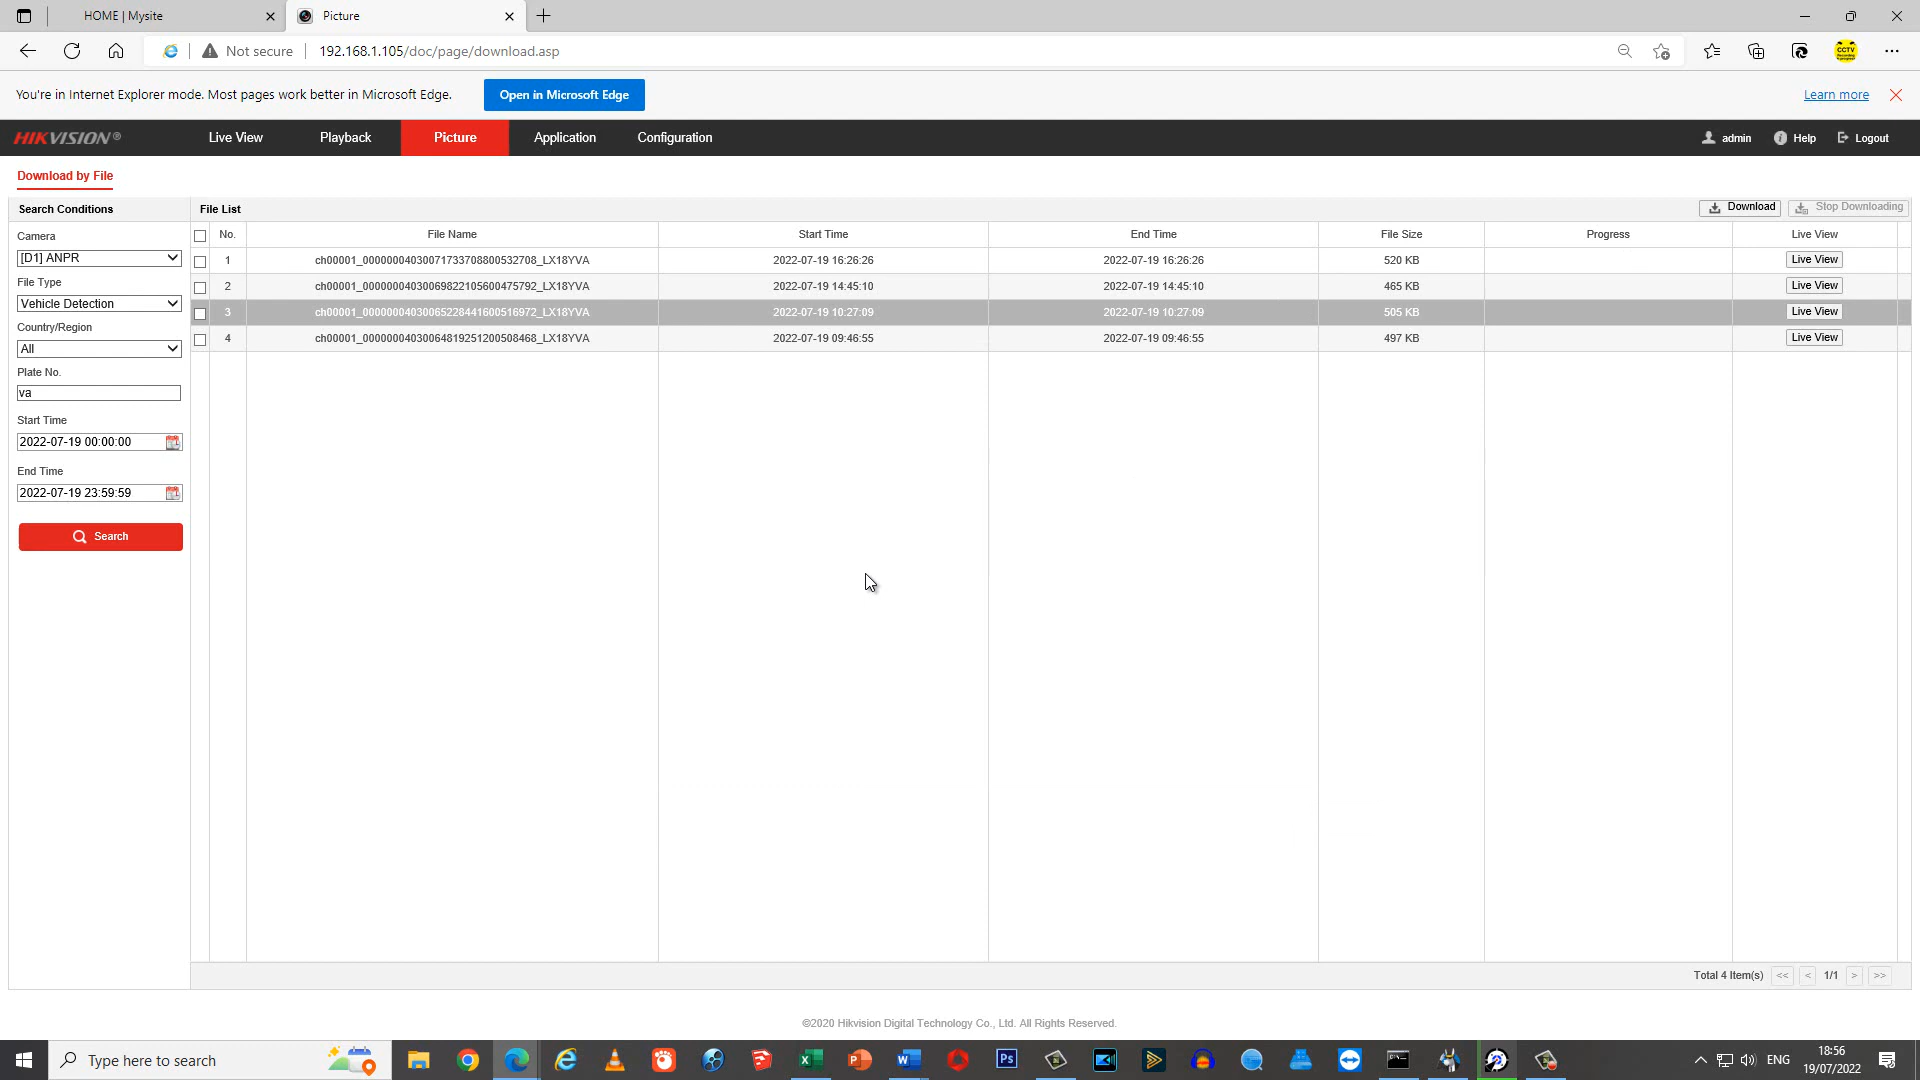 HOME | Mysite
Picture
Not secure
192.168.1.105/doc/page/download.asp
CCTV
You're in Internet Explorer mode. Most pages work better in Microsoft Edge.
Open in Microsoft Edge
Learn more
HIKVISION®
Live View
Playback
Picture
Application
Configuration
admin
Help
Logout
Download by File
Search Conditions
Camera
[D1] ANPR
File Type
Vehicle Detection
Country/Region
All
Plate No.
va
Start Time
2022-07-19 00:00:00
End Time
2022-07-19 23:59:59
Search
File List
Download
Stop Downloading
No. File Name Start Time End Time File Size Progress Live View
1 ch00001_00000004030071733708800532708_LX18YVA 2022-07-19 16:26:26 2022-07-19 16:26:26 520 KB Live View
2 ch00001_00000004030069822105600475792_LX18YVA 2022-07-19 14:45:10 2022-07-19 14:45:10 465 KB Live View
3 ch00001_00000004030065228441600516972_LX18YVA 2022-07-19 10:27:09 2022-07-19 10:27:09 505 KB Live View
4 ch00001_00000004030064819251200508468_LX18YVA 2022-07-19 09:46:55 2022-07-19 09:46:55 497 KB Live View
Total 4 Item(s) << < 1/1 > >>
©2020 Hikvision Digital Technology Co., Ltd. All Rights Reserved.
Type here to search
Ps
ENG
18:56
19/07/2022